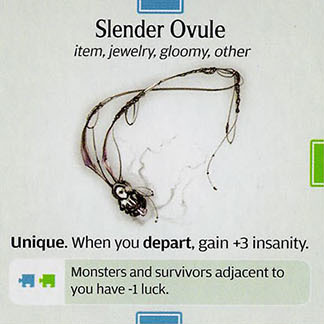 Slender Ovule
item, jewelry, gloomy, other
Unique. When you depart, gain +3 insanity.
Monsters and survivors adjacent to
you have -1 luck.